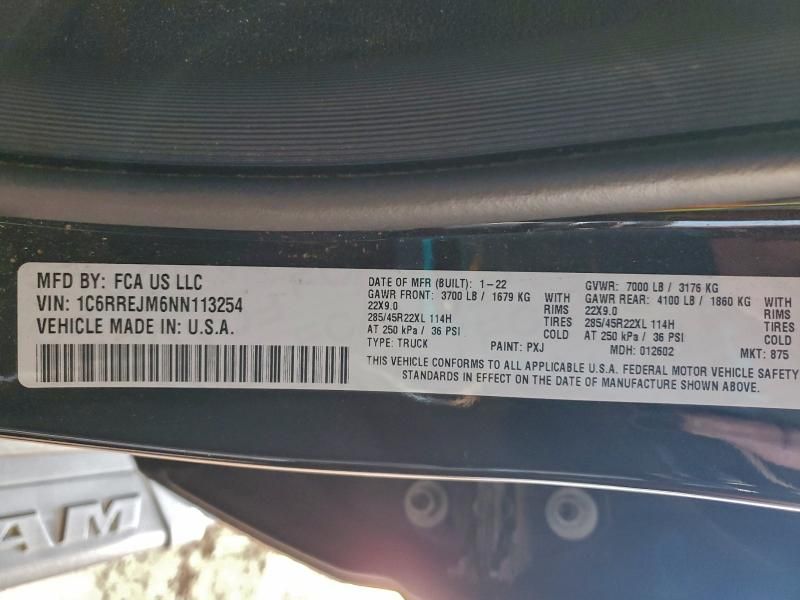 MFD BY: FCA US LLC
VIN: 1C6RREJM6NN113254
VEHICLE MADE IN: U.S.A.
DATE OF MFR (BUILT): 1-22 GVWR: 7000 LB / 3176 KG
GAWR FRONT: 3700 LB / 1679 KG WITH GAWR REAR: 4100 LB / 1860 KG WITH
22X9.0 RIMS 22X9.0 RIMS
285/45R22XL 114H TIRES 285/45R22XL 114H TIRES
AT 250 kPa / 36 PSI COLD AT 250 kPa / 36 PSI COLD
TYPE: TRUCK PAINT: PXJ MDH: 012602 MKT: 875
THIS VEHICLE CONFORMS TO ALL APPLICABLE U.S.A. FEDERAL MOTOR VEHICLE SAFETY
STANDARDS IN EFFECT ON THE DATE OF MANUFACTURE SHOWN ABOVE.
AM